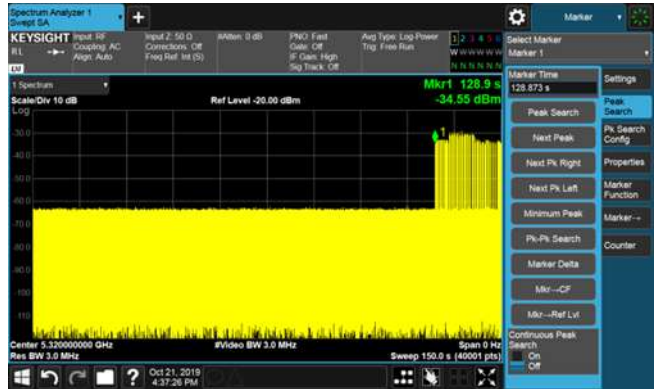 Spectrum Analyzer 1
Swept SA
Marker
KEYSIGHT Input: RF Input Z: 50 Ω #Atten: 0 dB PNO: Fast Avg Type: Log-Power 1 2 3 4 5 6
RL Coupling: AC Corrections: Off Gate: Off Trig: Free Run W W W W W W
Align: Auto Freq Ref: Int (S) IF Gain: High
Sig Track: Off N N N N N N
Select Marker
Marker 1
1 Spectrum
Mkr1 128.9 s
Scale/Div 10 dB Ref Level -20.00 dBm -34.55 dBm
Log
-30.0
-40.0
-50.0
-60.0
-70.0
-80.0
-90.0
-100
-110
1
Center 5.320000000 GHz #Video BW 3.0 MHz Span 0 Hz
Res BW 3.0 MHz Sweep 150.0 s (40001 pts)
Marker Time
128.873 s
Peak Search
Next Peak
Next Pk Right
Next Pk Left
Minimum Peak
Pk-Pk Search
Marker Delta
Mkr→CF
Mkr→Ref Lvl
Continuous Peak
Search
On
Off
Settings
Peak
Search
Pk Search
Config
Properties
Marker
Function
Marker→
Counter
Oct 21, 2019
4:37:26 PM